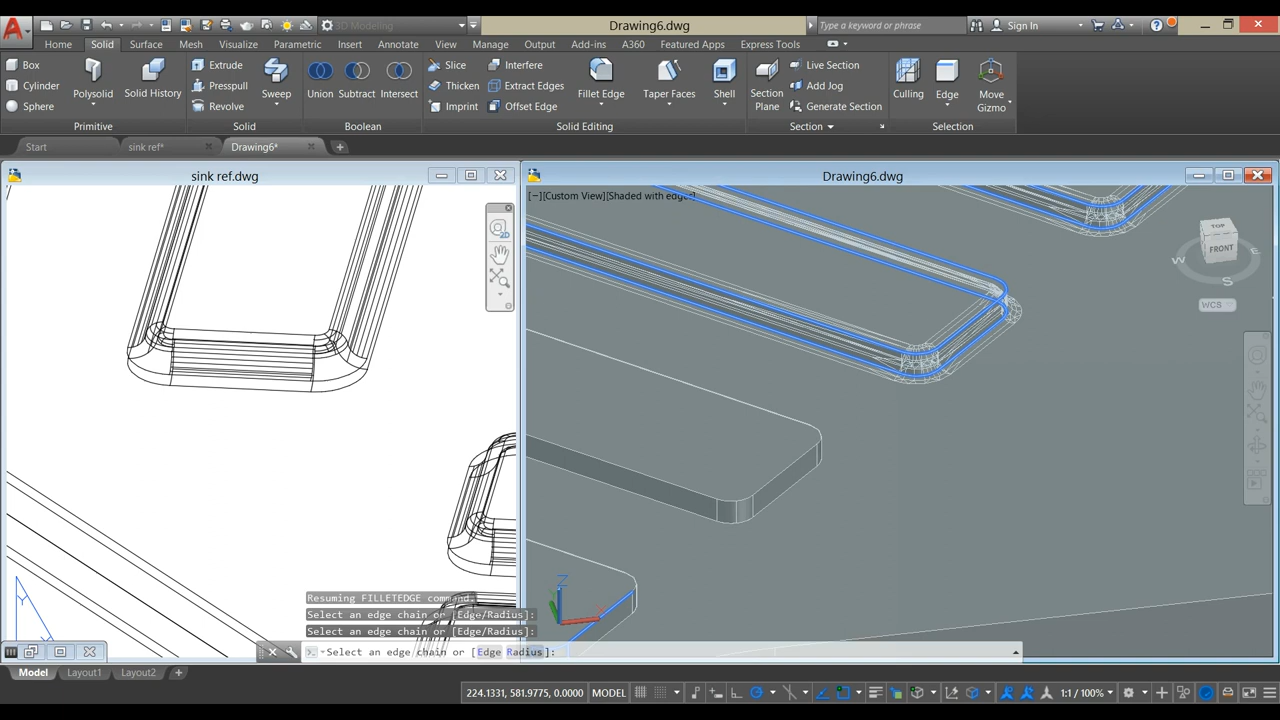 3D Modeling
Drawing6.dwg
Type a keyword or phrase
Sign In
Home Solid Surface Mesh Visualize Parametric Insert Annotate View Manage Output Add-ins A360 Featured Apps Express Tools
Box
Cylinder
Sphere
Polysolid
Solid History
Extrude
Presspull
Revolve
Sweep
Union
Subtract
Intersect
Slice
Thicken
Imprint
Interfere
Extract Edges
Offset Edge
Fillet Edge
Taper Faces
Shell
Section
Plane
Live Section
Add Jog
Generate Section
Culling
Edge
Move
Gizmo
Primitive
Solid
Boolean
Solid Editing
Section
Selection
Start
sink ref*
Drawing6*
sink ref.dwg
Drawing6.dwg
2D
[−][Custom View][Shaded with edges]
TOP
FRONT
W
E
S
WCS
Y
Z
Resuming FILLETEDGE command.
Select an edge chain or [Edge/Radius]:
Select an edge chain or [Edge/Radius]:
Select an edge chain or [Edge Radius]:
Model
Layout1
Layout2
224.1331, 581.9775, 0.0000
MODEL
1:1 / 100%